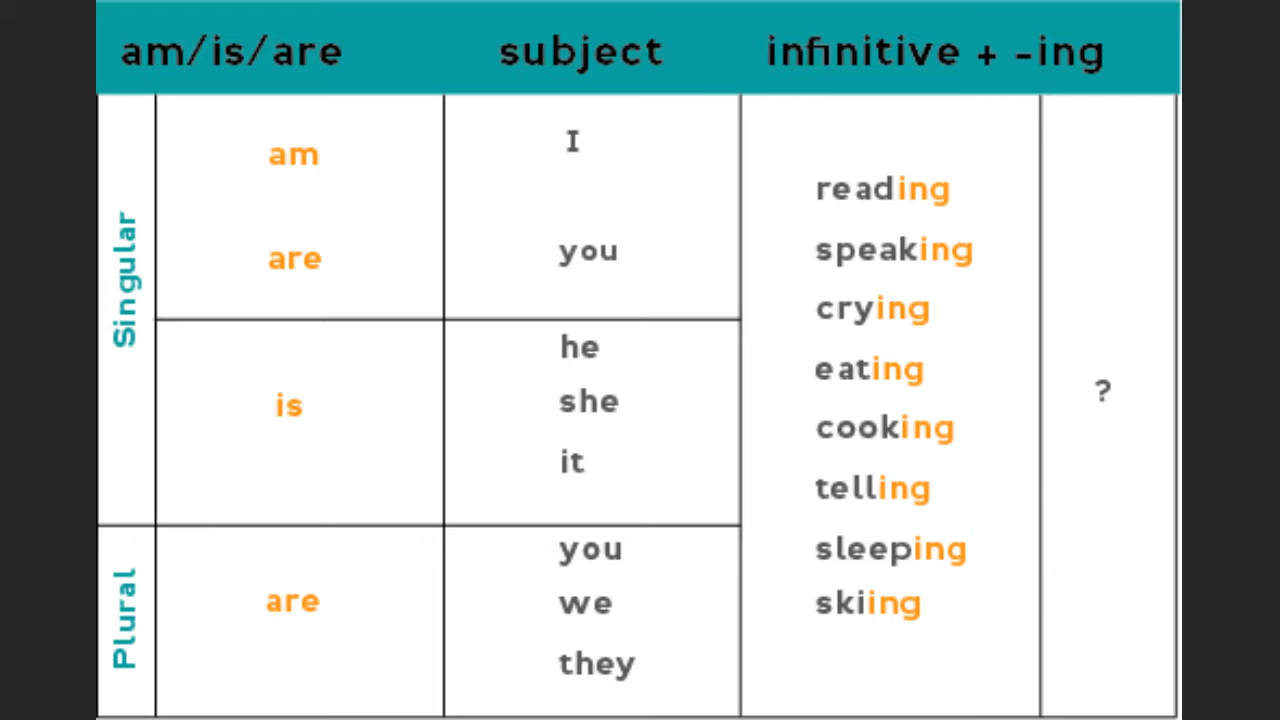 am/is/are subject infinitive + -ing
Singular
am
are
is
I
you
he
she
it
Plural
are
you
we
they
reading
speaking
crying
eating
cooking
telling
sleeping
skiing
?